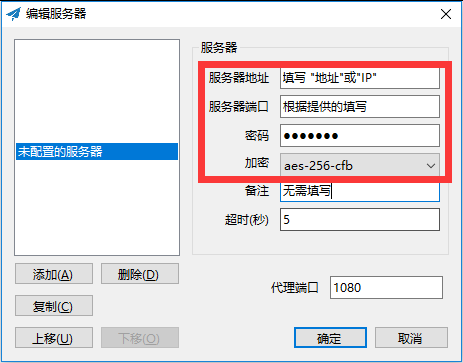 编辑服务器
未配置的服务器
服务器
服务器地址 填写 "地址"或"IP"
服务器端口 根据提供的填写
密码 ●●●●●●●
加密 aes-256-cfb
备注 无需填写
超时(秒) 5
添加(A) 删除(D)
复制(C)
上移(U) 下移(O)
代理端口 1080
确定 取消